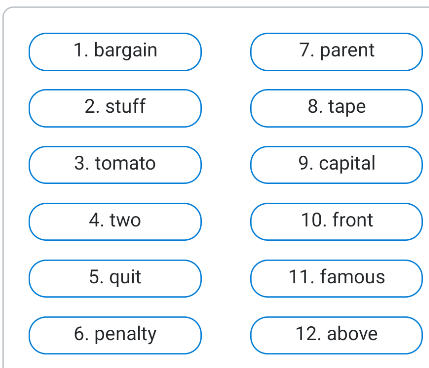 1. bargain
2. stuff
3. tomato
4. two
5. quit
6. penalty
7. parent
8. tape
9. capital
10. front
11. famous
12. above